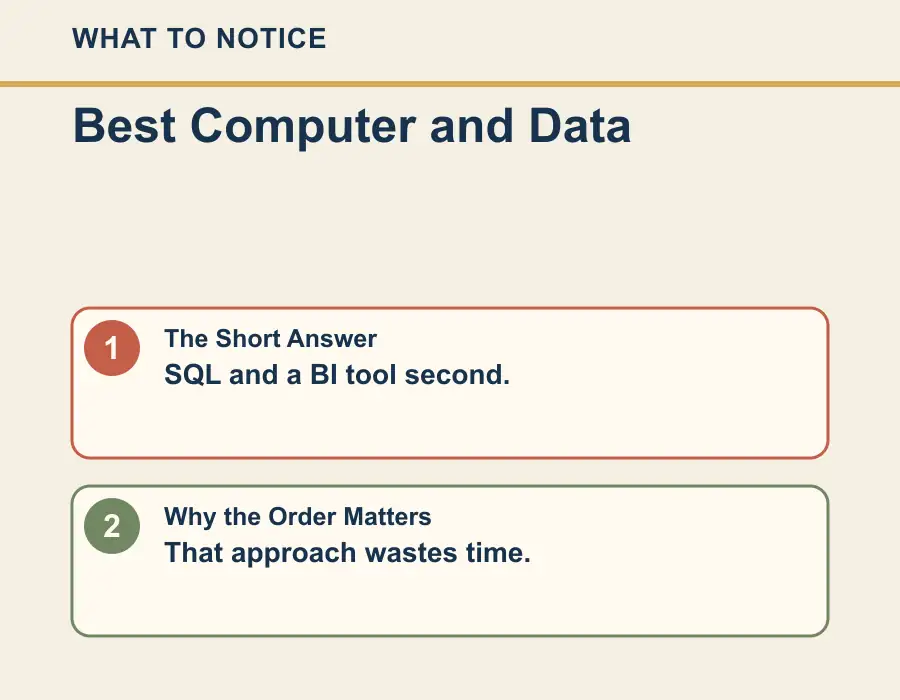 WHAT TO NOTICE
Best Computer and Data
1
The Short Answer
SQL and a BI tool second.
2
Why the Order Matters
That approach wastes time.